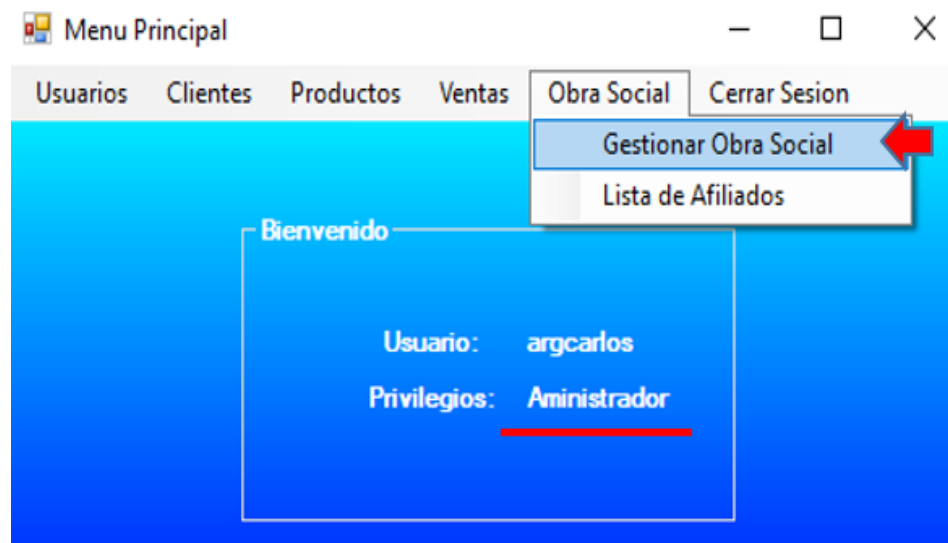 Menu Principal
Usuarios Clientes Productos Ventas Obra Social Cerrar Sesion
Gestionar Obra Social
Lista de Afiliados
Bienvenido
Usuario: argcarlos
Privilegios: Aministrador